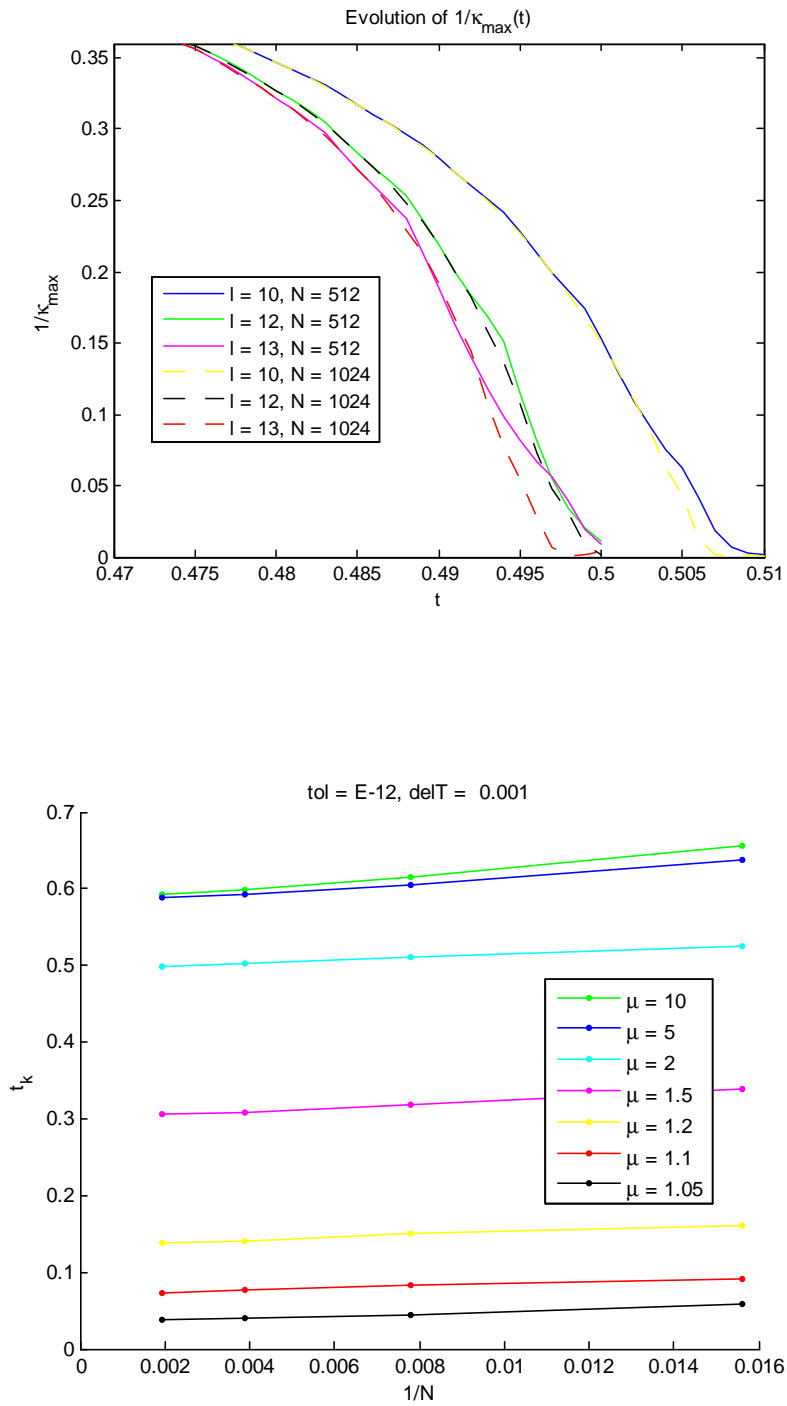 Evolution of 1/κmax(t)
0.35
0.3
0.25
0.2
0.15
0.1
0.05
0
1/κmax
l = 10, N = 512
l = 12, N = 512
l = 13, N = 512
l = 10, N = 1024
l = 12, N = 1024
l = 13, N = 1024
0.47 0.475 0.48 0.485 0.49 0.495 0.5 0.505 0.51
t
tol = E-12, delT = 0.001
0.7
0.6
0.5
0.4
0.3
0.2
0.1
0
tk
μ = 10
μ = 5
μ = 2
μ = 1.5
μ = 1.2
μ = 1.1
μ = 1.05
0 0.002 0.004 0.006 0.008 0.01 0.012 0.014 0.016
1/N